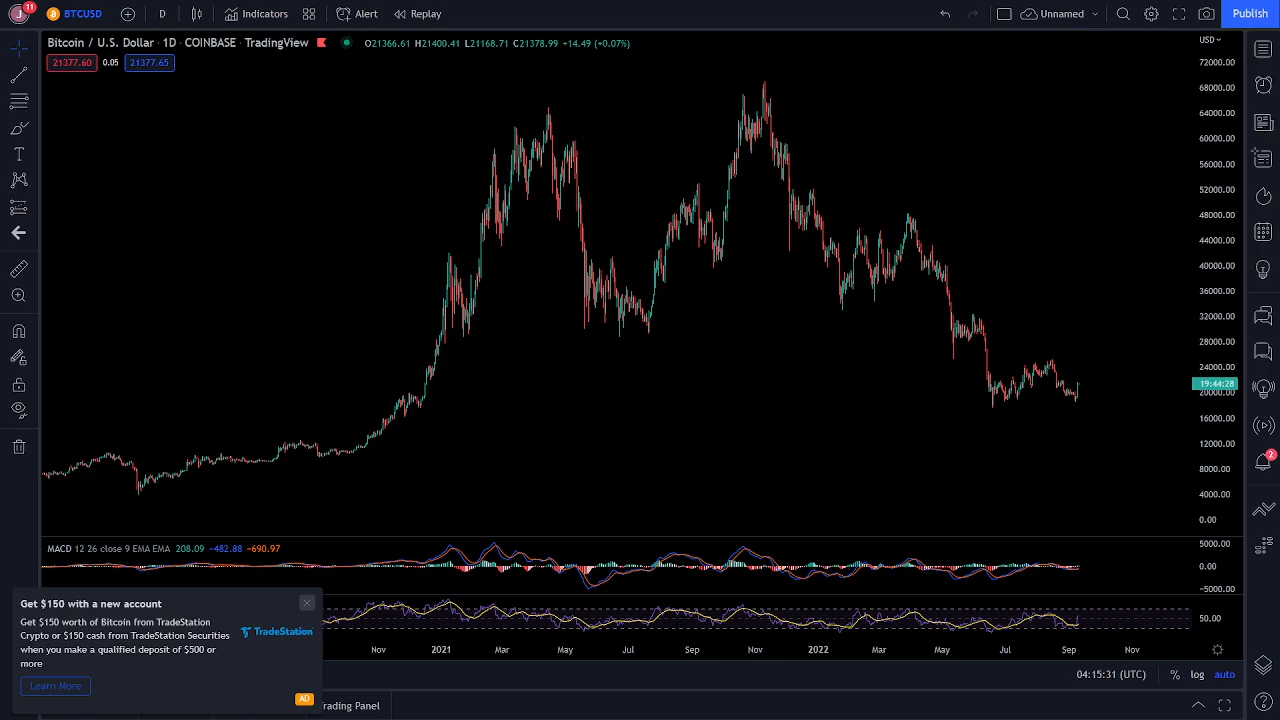 J
11
BTCUSD
D
Indicators
Alert
Replay
Unnamed
Publish
Bitcoin / U.S. Dollar · 1D · COINBASE · TradingView
O21366.61 H21400.41 L21168.71 C21378.99 +14.49 (+0.07%)
USD
21377.60
0.05
21377.65
72000.00
68000.00
64000.00
60000.00
56000.00
52000.00
48000.00
44000.00
40000.00
36000.00
32000.00
28000.00
24000.00
19:44:28
20000.00
16000.00
12000.00
8000.00
4000.00
0.00
2
MACD 12 26 close 9 EMA EMA 208.09 −482.88 −690.97
5000.00
0.00
−5000.00
50.00
Get $150 with a new account
Get $150 worth of Bitcoin from TradeStation
Crypto or $150 cash from TradeStation Securities
when you make a qualified deposit of $500 or
more
TradeStation
Learn More
AD
Nov 2021 Mar May Jul Sep Nov 2022 Mar May Jul Sep Nov
04:15:31 (UTC) % log auto
rading Panel